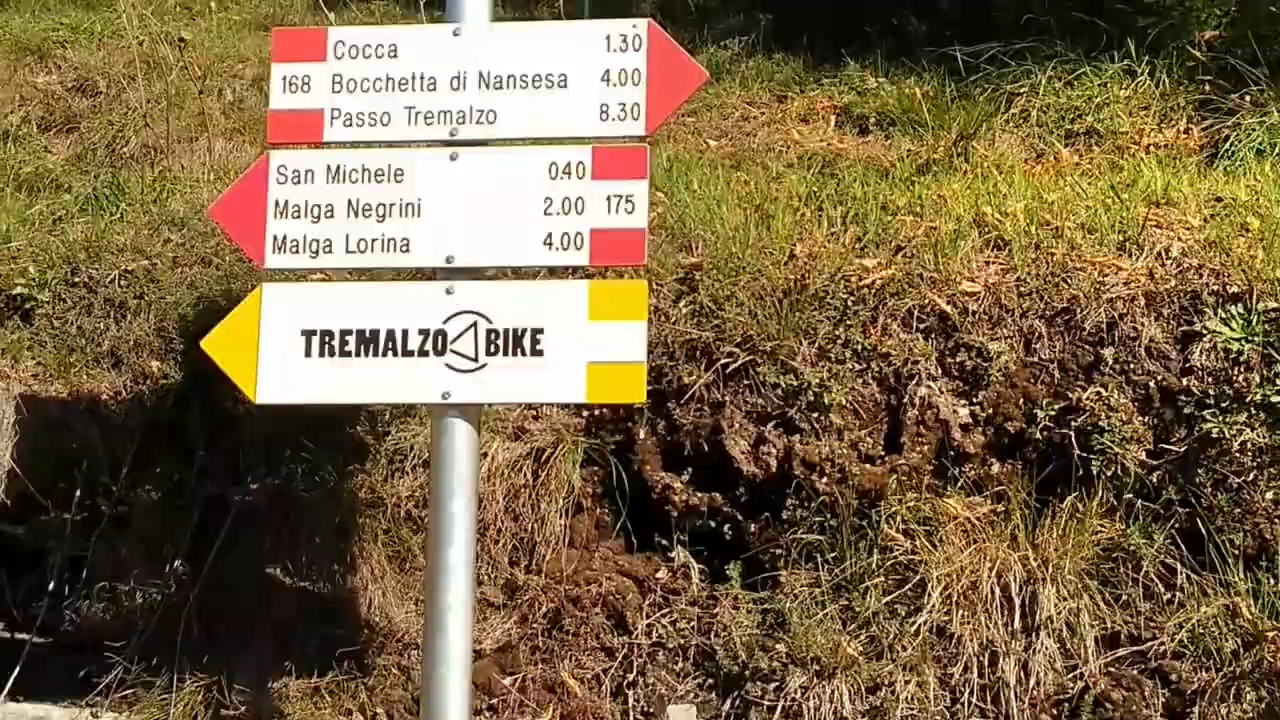 Cocca 1.30
168 Bocchetta di Nansesa 4.00
Passo Tremalzo 8.30
San Michele 0.40
Malga Negrini 2.00 175
Malga Lorina 4.00
TREMALZO BIKE